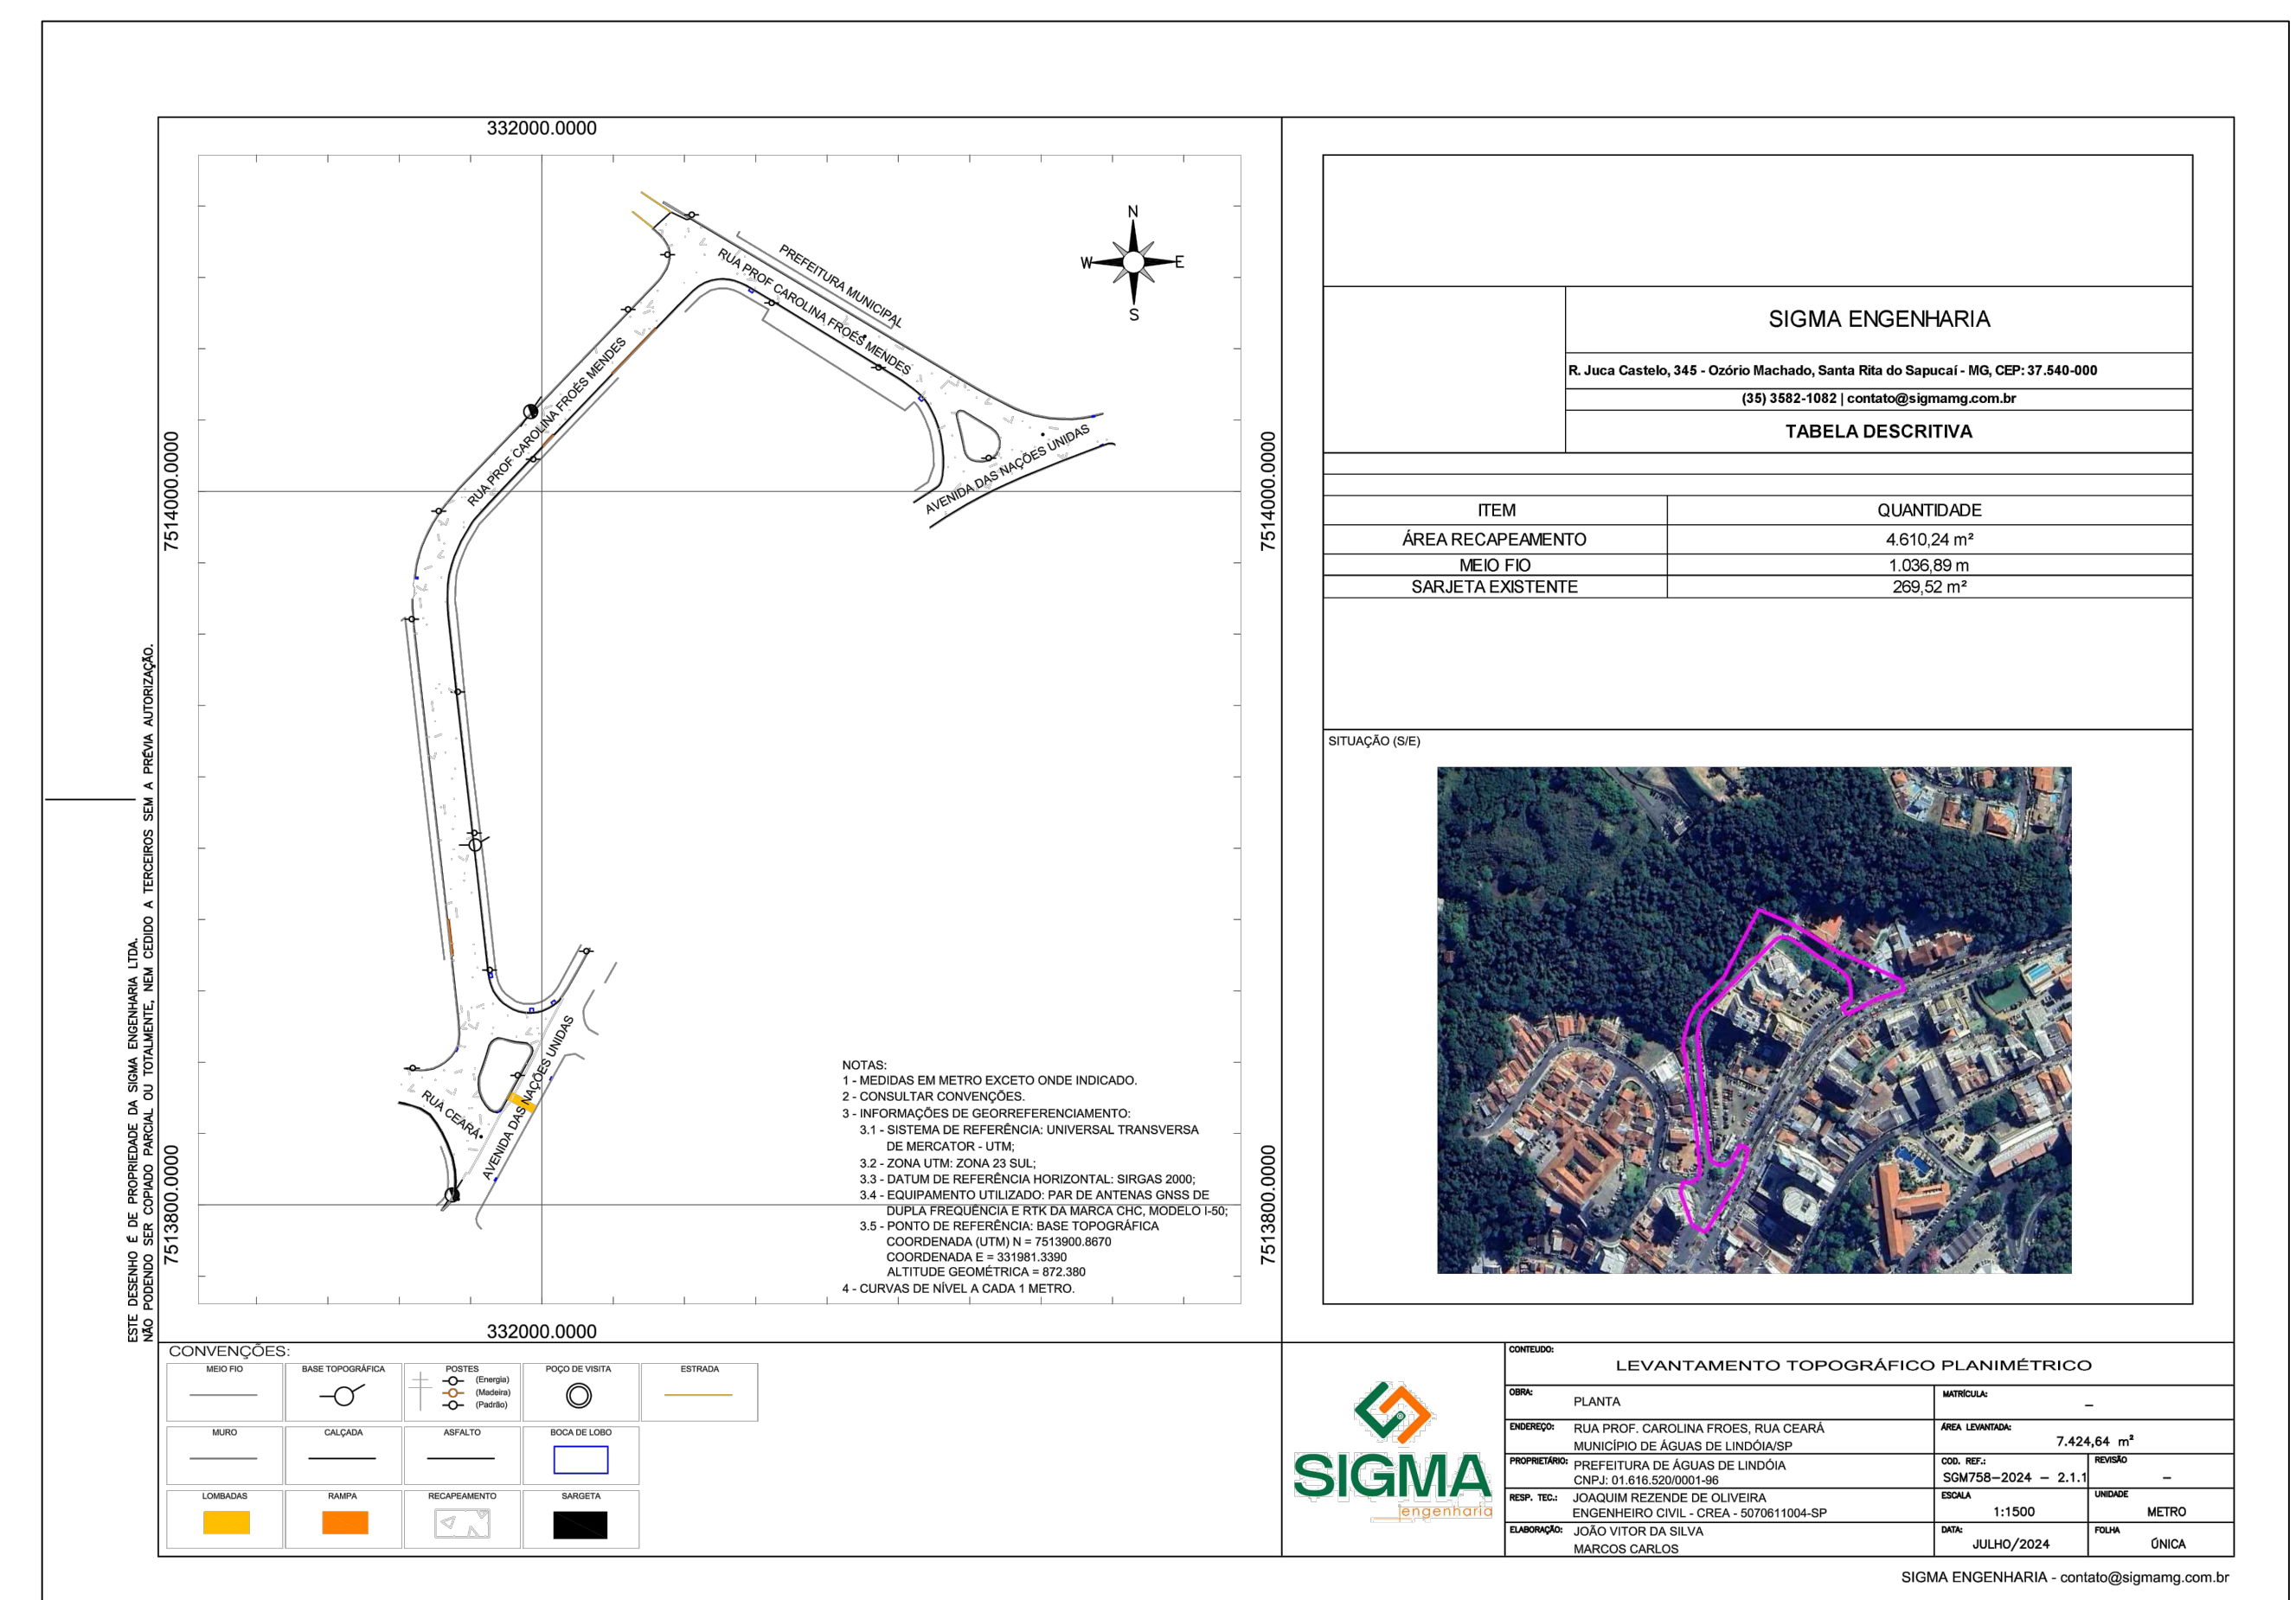 332000.0000
7514000.0000
7513800.0000
7514000.0000
7513800.0000
332000.0000
ESTE DESENHO É DE PROPRIEDADE DA SIGMA ENGENHARIA LTDA.
NÃO PODENDO SER COPIADO PARCIAL OU TOTALMENTE, NEM CEDIDO A TERCEIROS SEM A PRÉVIA AUTORIZAÇÃO.
N
W
E
S
PREFEITURA MUNICIPAL
RUA PROF CAROLINA FROÉS MENDES
RUA PROF CAROLINA FROÉS MENDES
AVENIDA DAS NAÇÕES UNIDAS
AVENIDA DAS NAÇÕES UNIDAS
RUA CEARÁ
NOTAS:
1 - MEDIDAS EM METRO EXCETO ONDE INDICADO.
2 - CONSULTAR CONVENÇÕES.
3 - INFORMAÇÕES DE GEORREFERENCIAMENTO:
3.1 - SISTEMA DE REFERÊNCIA: UNIVERSAL TRANSVERSA
DE MERCATOR - UTM;
3.2 - ZONA UTM: ZONA 23 SUL;
3.3 - DATUM DE REFERÊNCIA HORIZONTAL: SIRGAS 2000;
3.4 - EQUIPAMENTO UTILIZADO: PAR DE ANTENAS GNSS DE
DUPLA FREQUÊNCIA E RTK DA MARCA CHC, MODELO I-50;
3.5 - PONTO DE REFERÊNCIA: BASE TOPOGRÁFICA
COORDENADA (UTM) N = 7513900.8670
COORDENADA E = 331981.3390
ALTITUDE GEOMÉTRICA = 872.380
4 - CURVAS DE NÍVEL A CADA 1 METRO.
SIGMA ENGENHARIA
R. Juca Castelo, 345 - Ozório Machado, Santa Rita do Sapucaí - MG, CEP: 37.540-000
(35) 3582-1082 | contato@sigmamg.com.br
TABELA DESCRITIVA
ITEM QUANTIDADE
ÁREA RECAPEAMENTO 4.610,24 m²
MEIO FIO 1.036,89 m
SARJETA EXISTENTE 269,52 m²
SITUAÇÃO (S/E)
CONVENÇÕES:
MEIO FIO
BASE TOPOGRÁFICA
POSTES
(Energia)
(Madeira)
(Padrão)
POÇO DE VISITA
ESTRADA
MURO
CALÇADA
ASFALTO
BOCA DE LOBO
LOMBADAS
RAMPA
RECAPEAMENTO
SARGETA
SIGMA
engenharia
CONTEUDO:
LEVANTAMENTO TOPOGRÁFICO PLANIMÉTRICO
OBRA: PLANTA
MATRÍCULA: –
ENDEREÇO: RUA PROF. CAROLINA FROES, RUA CEARÁ
MUNICÍPIO DE ÁGUAS DE LINDÓIA/SP
ÁREA LEVANTADA:
7.424,64 m²
PROPRIETÁRIO: PREFEITURA DE ÁGUAS DE LINDÓIA
CNPJ: 01.616.520/0001-96
COD. REF.:
SGM758-2024 - 2.1.1
REVISÃO
–
RESP. TEC.: JOAQUIM REZENDE DE OLIVEIRA
ENGENHEIRO CIVIL - CREA - 5070611004-SP
ESCALA
1:1500
UNIDADE
METRO
ELABORAÇÃO: JOÃO VITOR DA SILVA
MARCOS CARLOS
DATA:
JULHO/2024
FOLHA
ÚNICA
SIGMA ENGENHARIA - contato@sigmamg.com.br